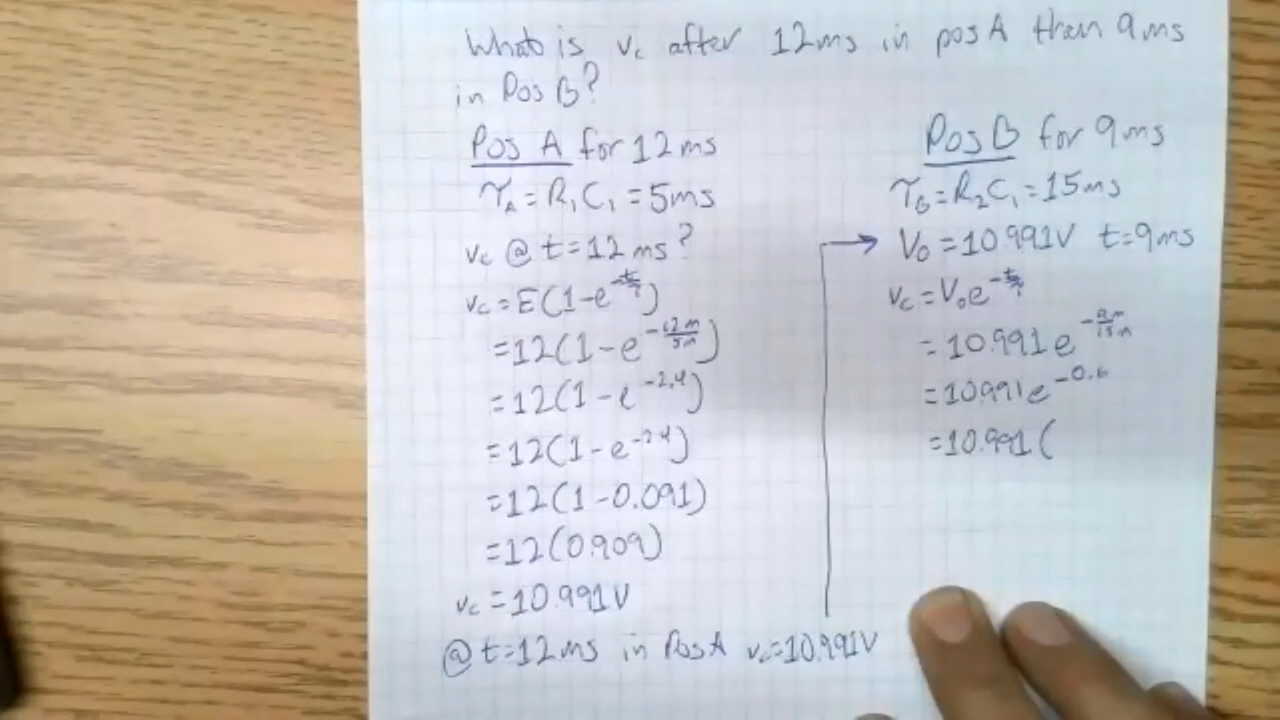 What is vc after 12ms in pos A then 9ms
in Pos B?
Pos A for 12ms
τA = R1C1 = 5ms
vc @ t=12ms?
vc = E(1-e^-t/τ)
=12(1-e^-12m/5m)
=12(1-e^-2.4)
=12(1-e^-2.4)
=12(1-0.091)
=12(0.909)
vc = 10.991V
@ t=12ms in Pos A vc=10.991V
Pos B for 9ms
τB = R2C1 = 15ms
V0 = 10.991V t=9ms
vc = V0e^-t/τ
= 10.991e^-9m/15m
= 10.991e^-0.6
=10.991(